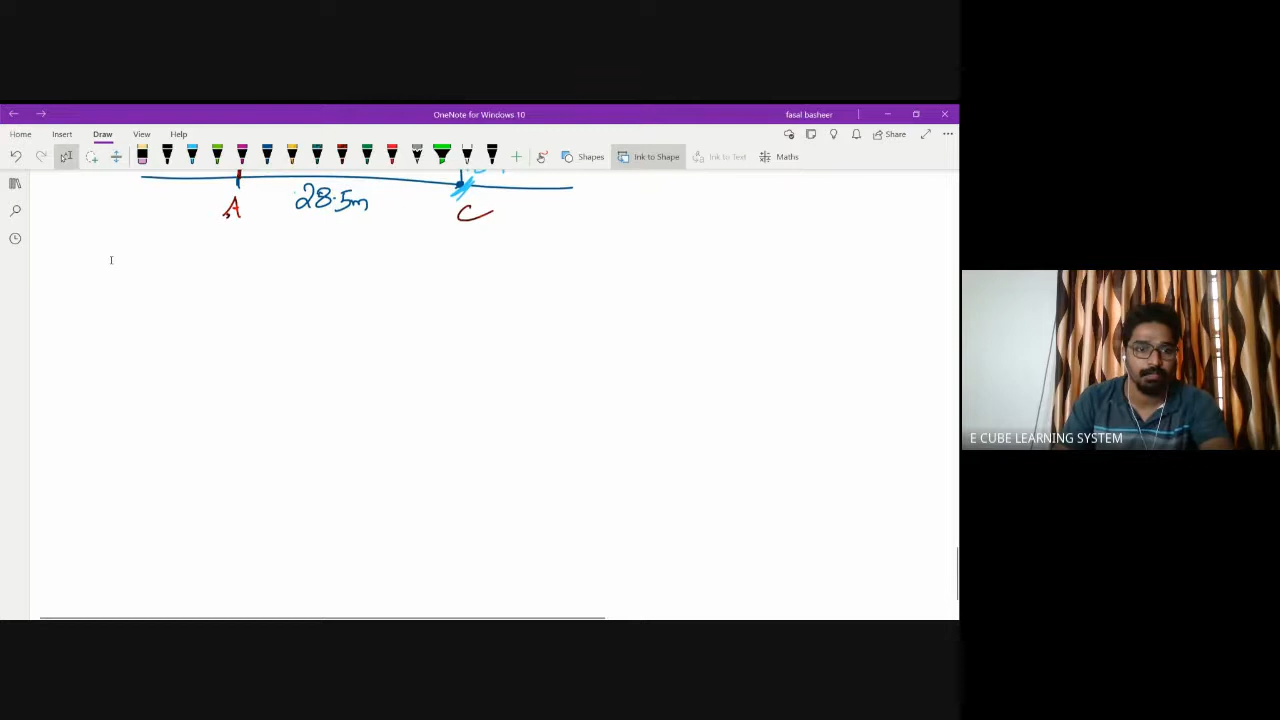 OneNote for Windows 10
fasal basheer
Home Insert Draw View Help
Share
Shapes Ink to Shape Ink to Text Maths
28.5m
A
C
E CUBE LEARNING SYSTEM